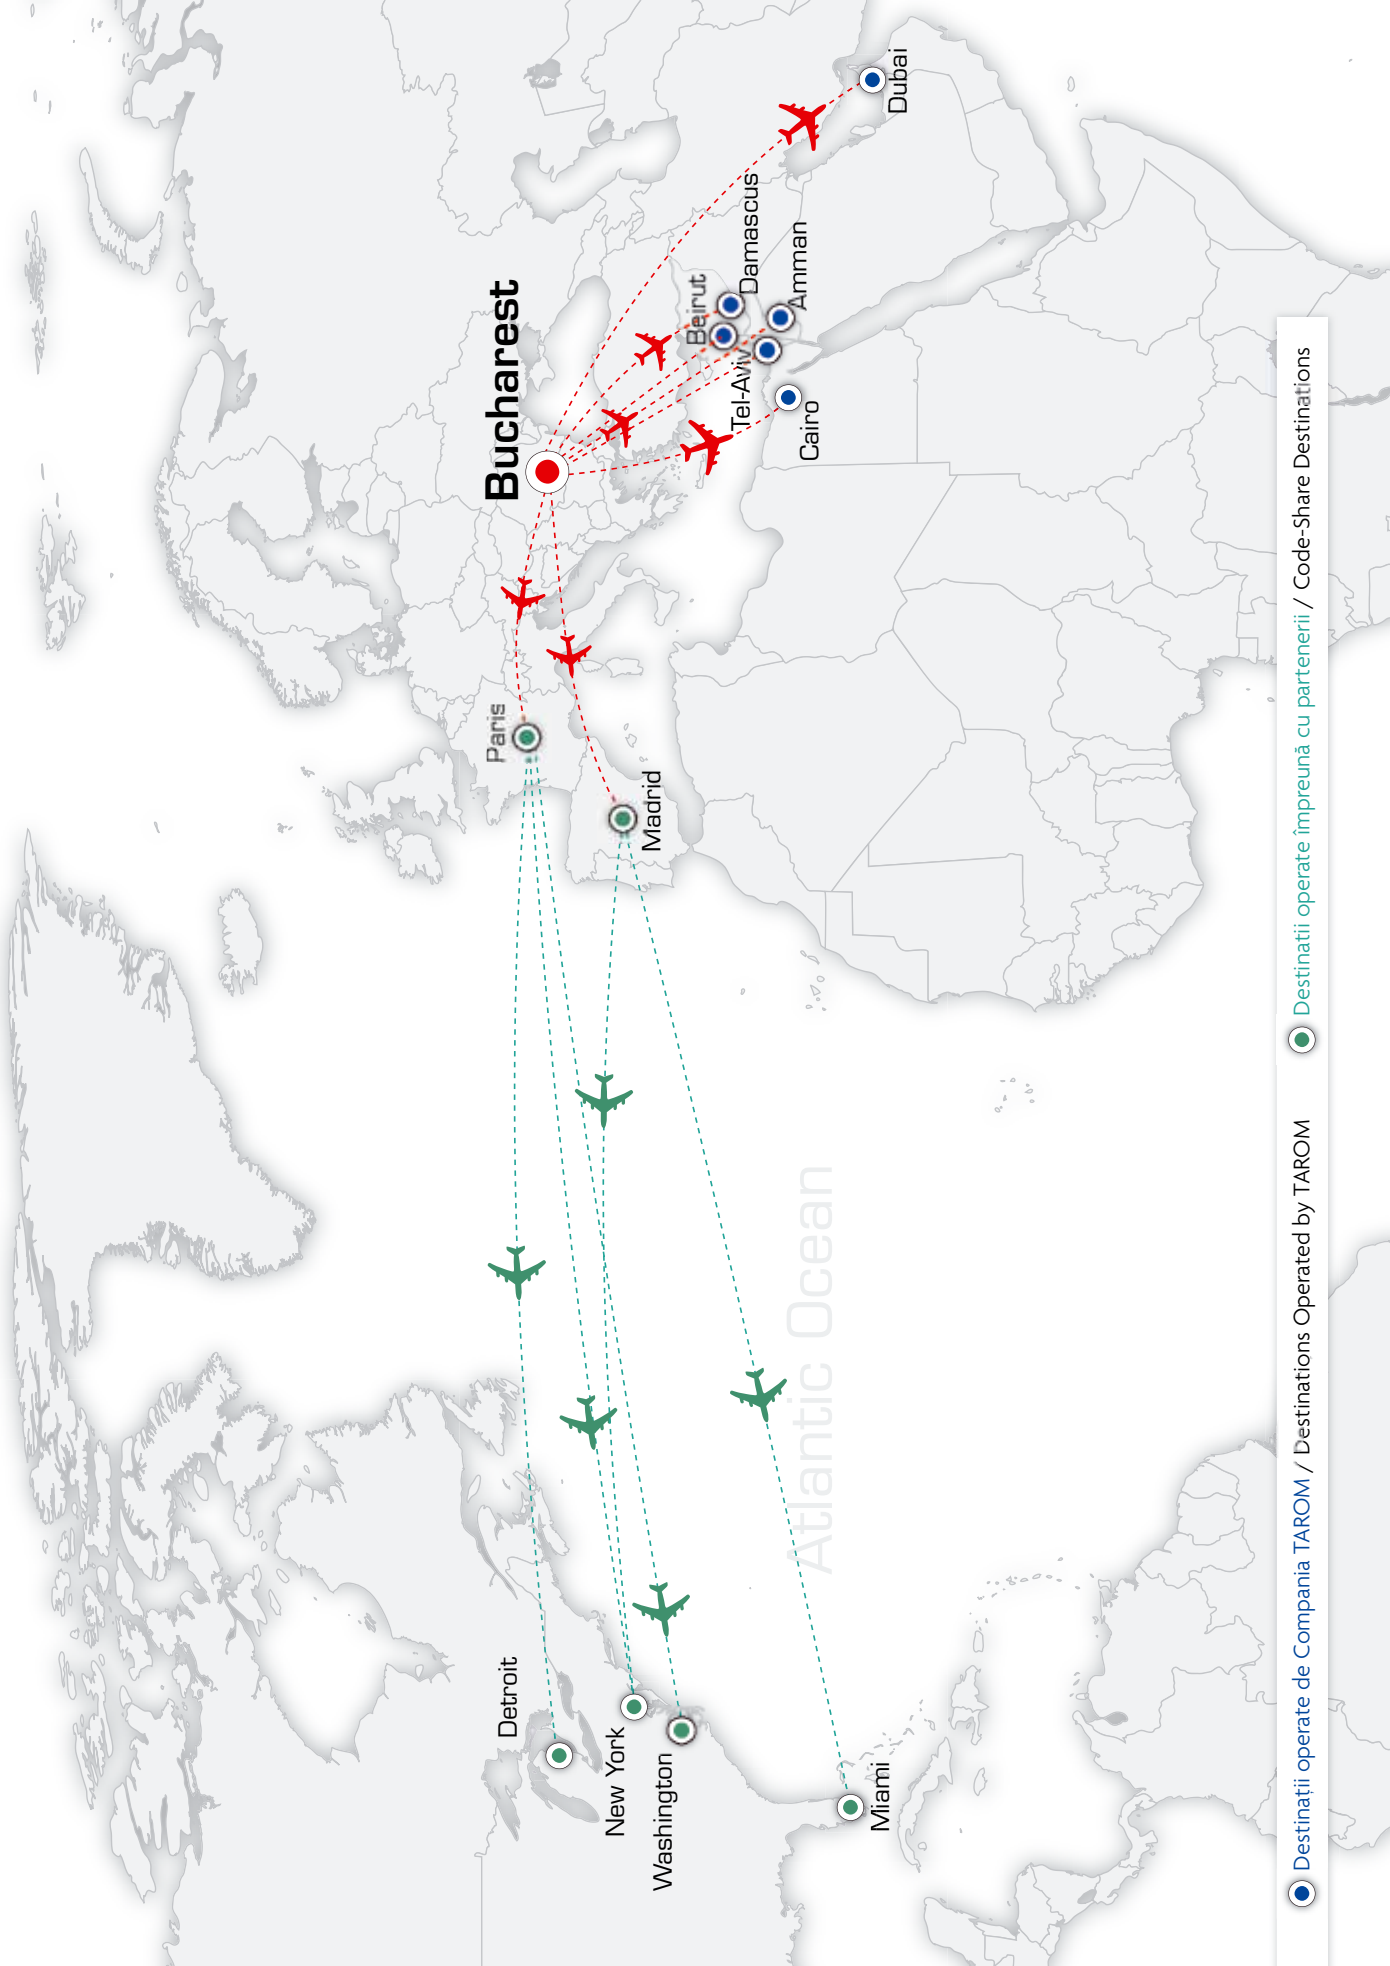 Bucharest
Detroit
New York
Washington
Miami
Paris
Madrid
Beirut
Damascus
Tel-Aviv
Amman
Cairo
Dubai
Atlantic Ocean
Destinații operate de Compania TAROM / Destinations Operated by TAROM
Destinatii operate împreună cu partenerii / Code-Share Destinations